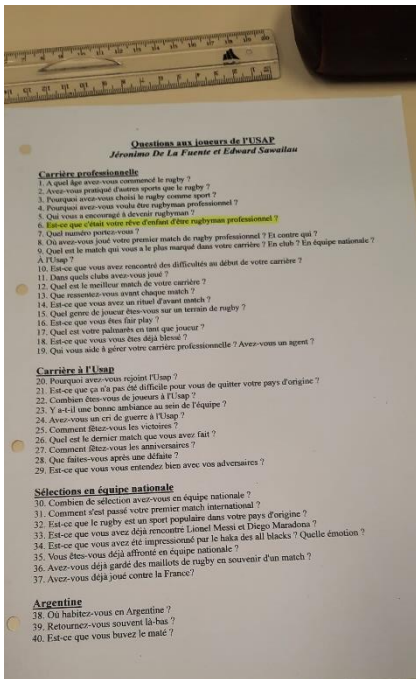 Questions aux joueurs de l'USAP
Jéronimo De La Fuente et Edward Sawailau
Carrière professionnelle
1. A quel âge avez-vous commencé le rugby ?
2. Avez-vous pratiqué d'autres sports que le rugby ?
3. Pourquoi avez-vous choisi le rugby comme sport ?
4. Pourquoi avez-vous voulu être rugbyman professionnel ?
5. Qui vous a encouragé à devenir rugbyman ?
6. Est-ce que c'était votre rêve d'enfant d'être rugbyman professionnel ?
7. Quel numéro portez-vous ?
8. Où avez-vous joué votre premier match de rugby professionnel ? Et contre qui ?
9. Quel est le match qui vous a le plus marqué dans votre carrière ? En club ? En équipe nationale ?
À l'Usap ?
10. Est-ce que vous avez rencontré des difficultés au début de votre carrière ?
11. Dans quels clubs avez-vous joué ?
12. Quel est le meilleur match de votre carrière ?
13. Que ressentez-vous avant chaque match ?
14. Est-ce que vous avez un rituel d'avant match ?
15. Quel genre de joueur êtes-vous sur un terrain de rugby ?
16. Est-ce que vous êtes fair play ?
17. Quel est votre palmarès en tant que joueur ?
18. Est-ce que vous vous êtes déjà blessé ?
19. Qui vous aide à gérer votre carrière professionnelle ? Avez-vous un agent ?
Carrière à l'Usap
20. Pourquoi avez-vous rejoint l'Usap ?
21. Est-ce que ça n'a pas été difficile pour vous de quitter votre pays d'origine ?
22. Combien êtes-vous de joueurs à l'Usap ?
23. Y a-t-il une bonne ambiance au sein de l'équipe ?
24. Avez-vous un cri de guerre à l'Usap ?
25. Comment fêtez-vous les victoires ?
26. Quel est le dernier match que vous avez fait ?
27. Comment fêtez-vous les anniversaires ?
28. Que faites-vous après une défaite ?
29. Est-ce que vous vous entendez bien avec vos adversaires ?
Sélections en équipe nationale
30. Combien de sélection avez-vous en équipe nationale ?
31. Comment s'est passé votre premier match international ?
32. Est-ce que le rugby est un sport populaire dans votre pays d'origine ?
33. Est-ce que vous avez déjà rencontré Lionel Messi et Diego Maradona ?
34. Est-ce que vous avez été impressionné par le haka des all blacks ? Quelle émotion ?
35. Vous êtes-vous déjà affronté en équipe nationale ?
36. Avez-vous déjà gardé des maillots de rugby en souvenir d'un match ?
37. Avez-vous déjà joué contre la France?
Argentine
38. Où habitez-vous en Argentine ?
39. Retournez-vous souvent là-bas ?
40. Est-ce que vous buvez le maté ?